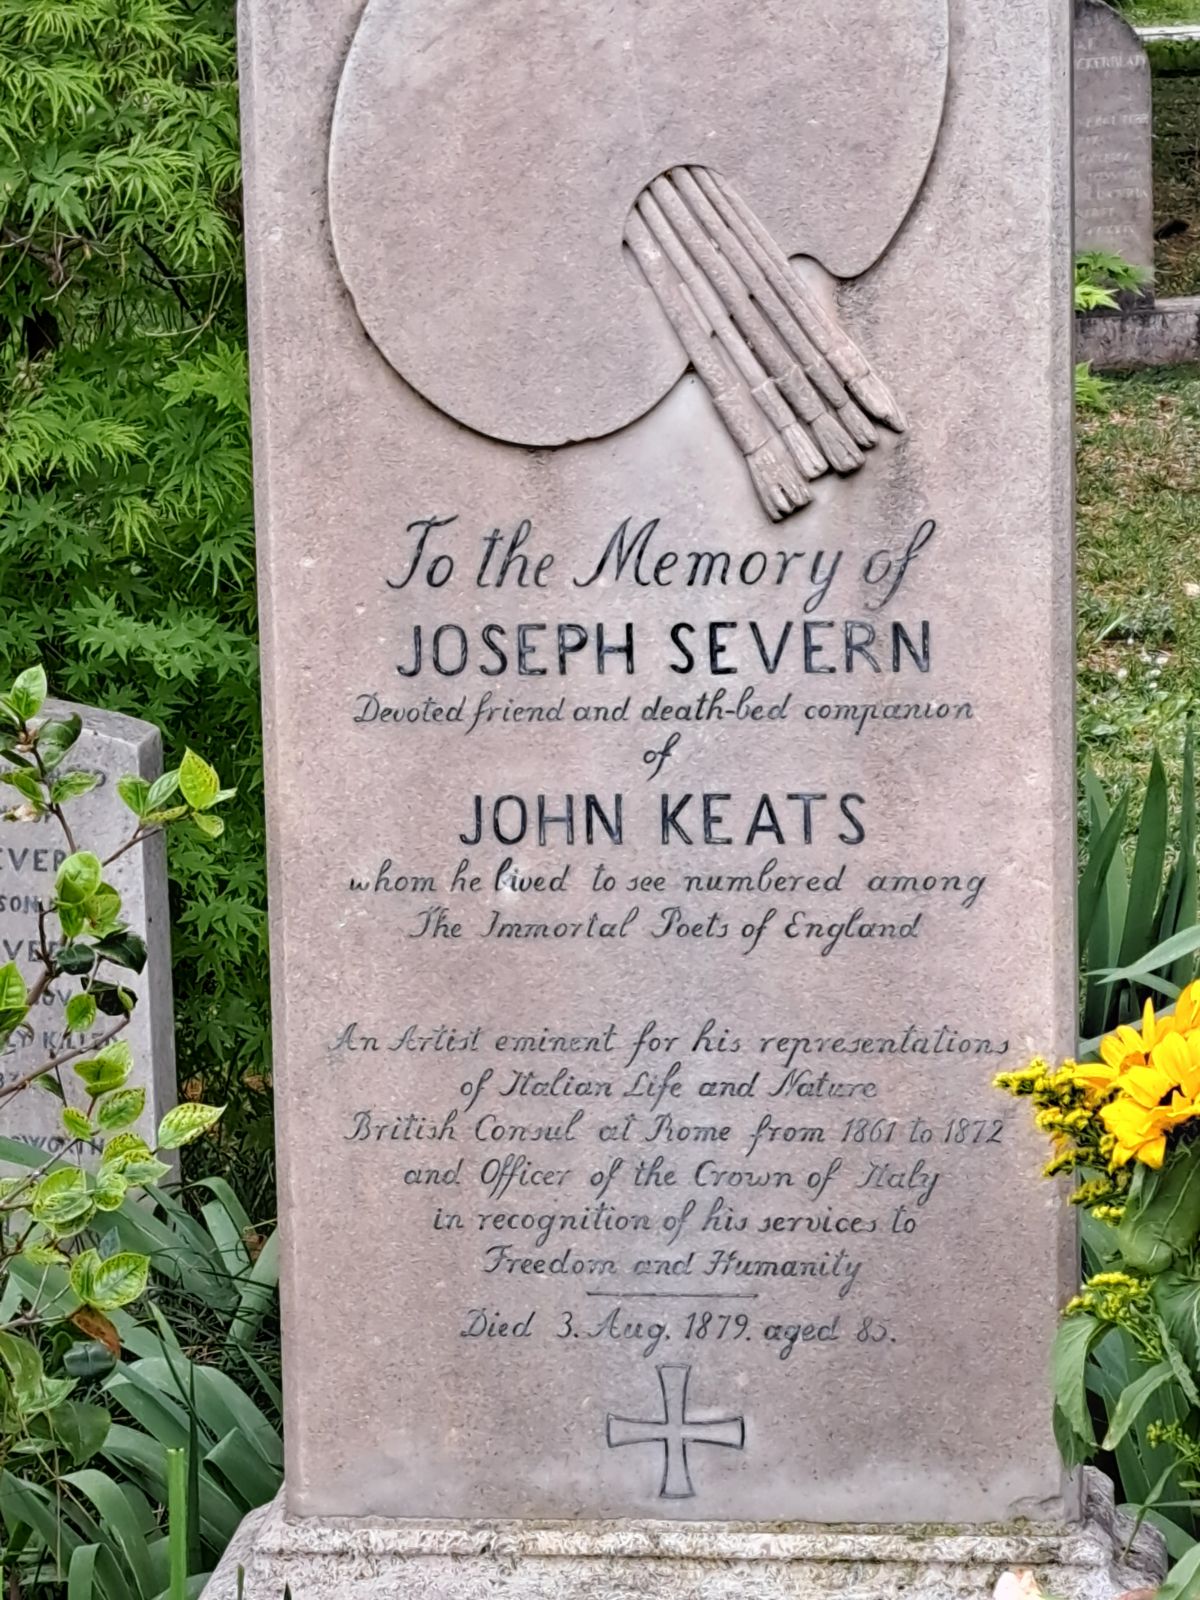 To the Memory of
JOSEPH SEVERN
Devoted friend and death-bed companion
of
JOHN KEATS
whom he lived to see numbered among
The Immortal Poets of England
An Artist eminent for his representations
of Italian Life and Nature
British Consul at Rome from 1861 to 1872
and Officer of the Crown of Italy
in recognition of his services to
Freedom and Humanity
Died 3. Aug. 1879. aged 85.